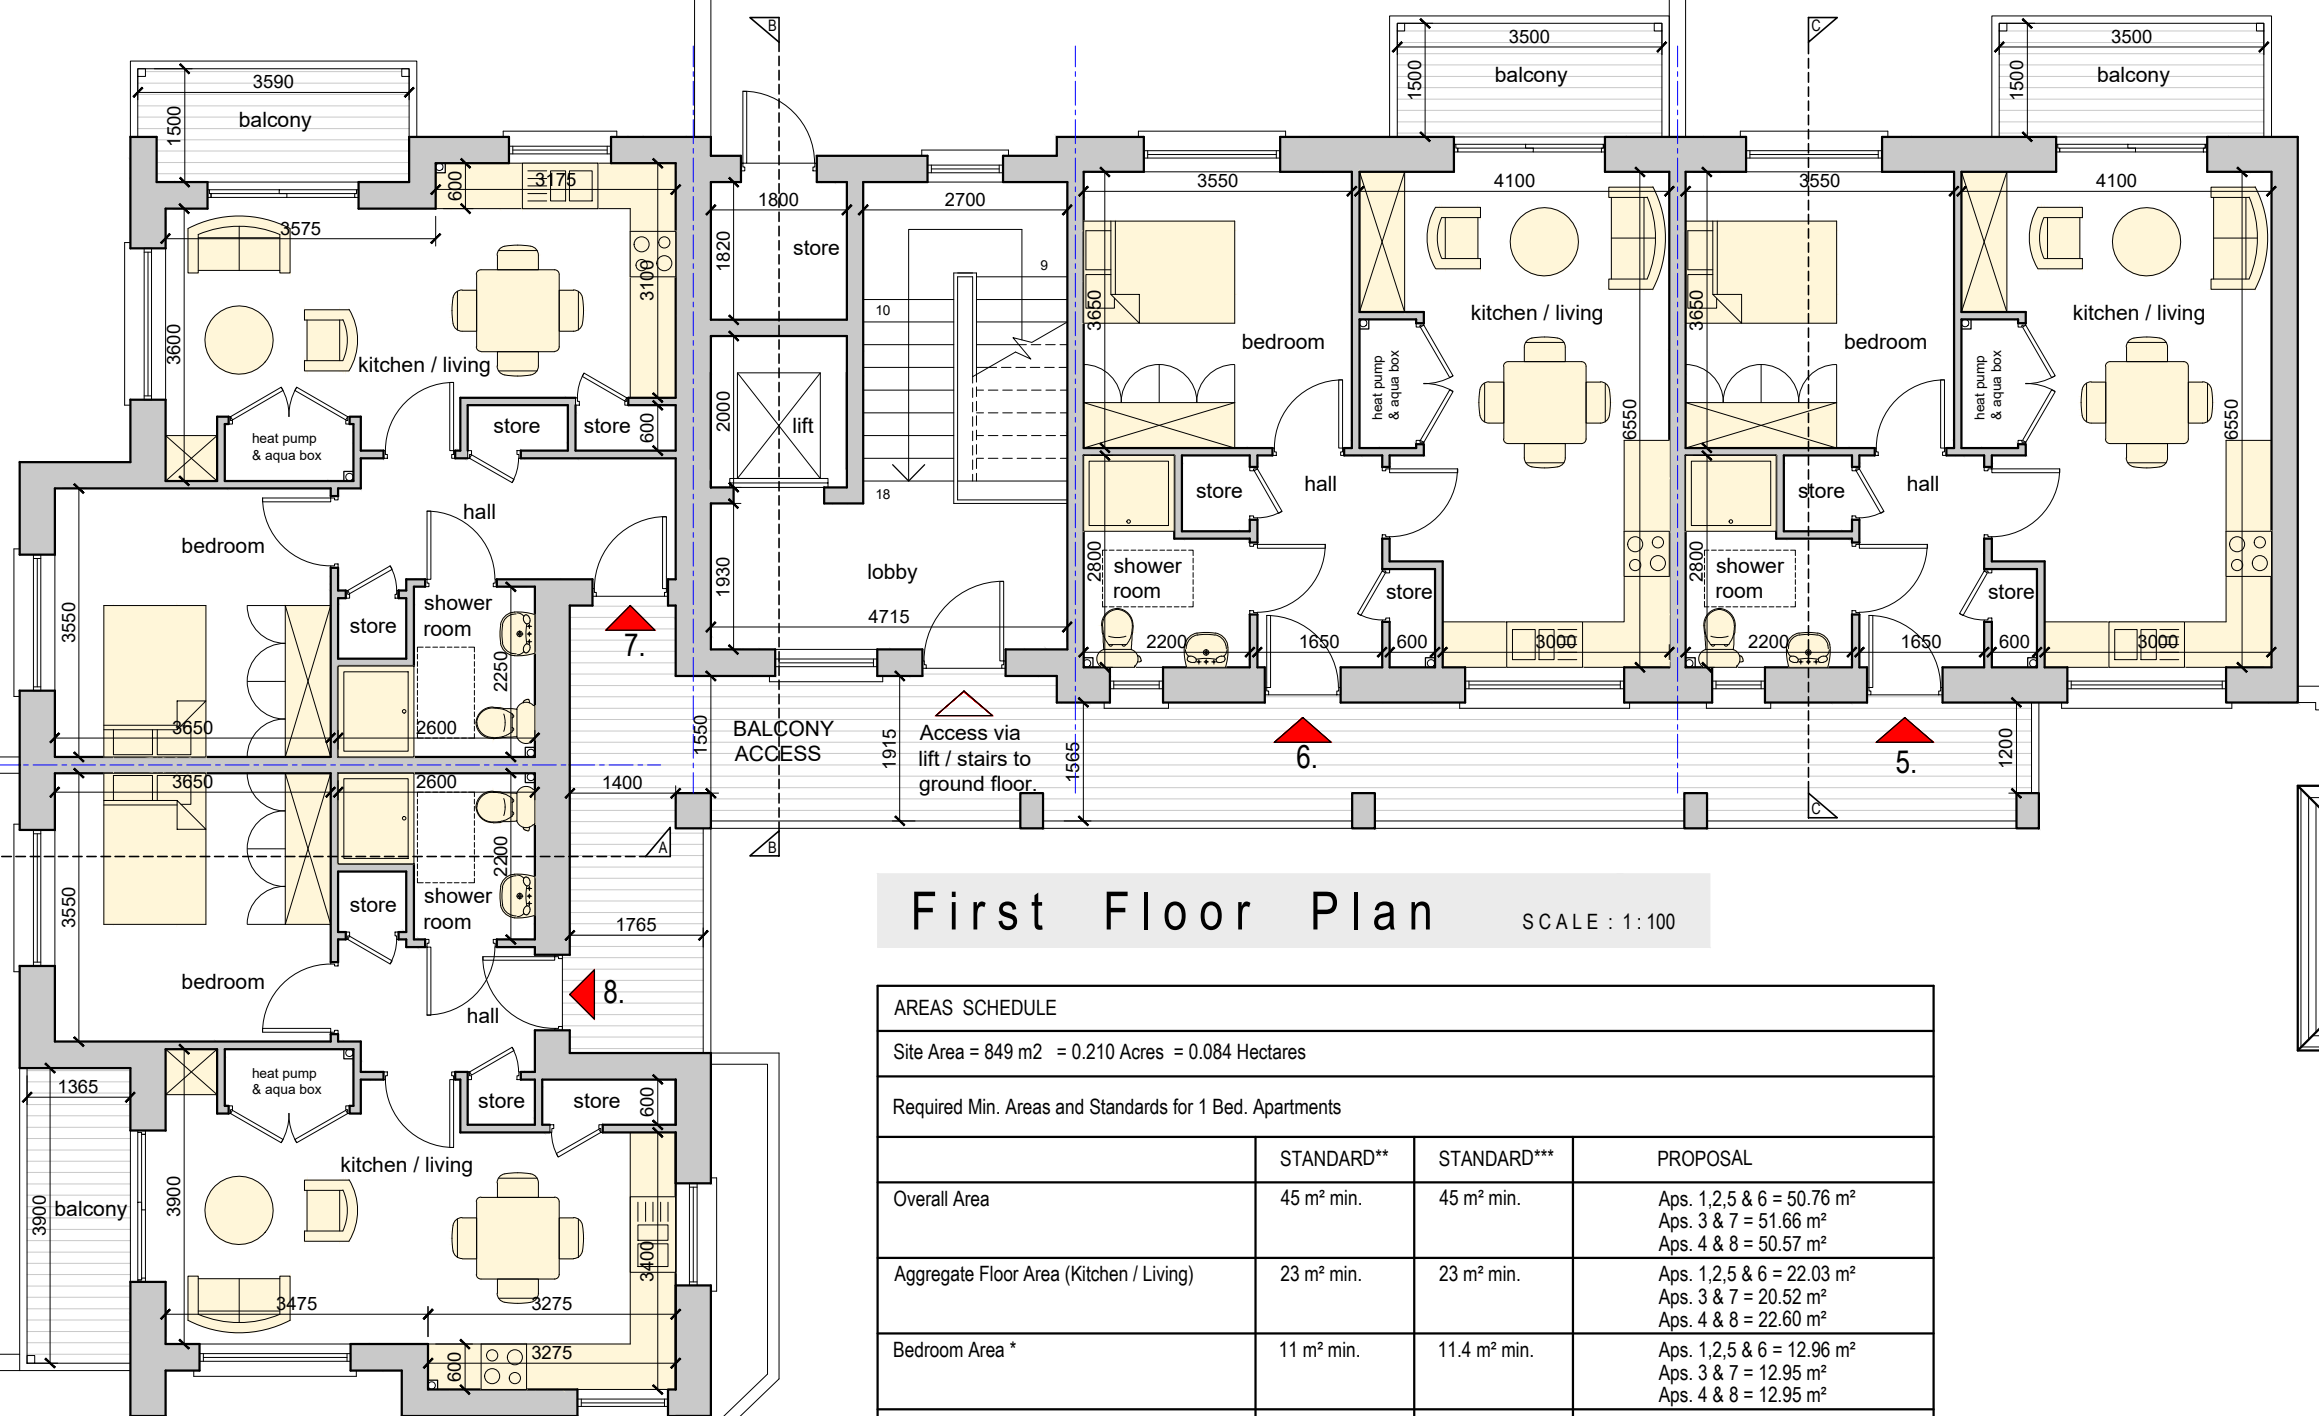 B
C
3500
3500
1500
balcony
1500
balcony
3590
1500
balcony
600
3175
1800
2700
3550
4100
3550
4100
3575
1820
store
9
10
3100
3600
kitchen / living
3650
bedroom
kitchen / living
3650
bedroom
kitchen / living
heat pump
& aqua box
heat pump
& aqua box
2000
lift
store
store
600
6550
6550
heat pump
& aqua box
18
store
hall
store
hall
hall
bedroom
1930
lobby
2800
shower
room
store
2800
shower
room
store
3550
store
shower
room
2250
7.
4715
2200
1650
600
3000
2200
1650
600
3000
3650
2600
1550
BALCONY
ACCESS
1915
Access via
lift / stairs to
ground floor.
1565
6.
5.
1200
3650
2600
1400
A
B
C
3550
store
2200
shower
room
1765
First Floor Plan SCALE : 1:100
bedroom
hall
8.
1365
heat pump
& aqua box
store
store
600
kitchen / living
3900
balcony
3900
3400
3475
3275
600
3275
AREAS SCHEDULE
Site Area = 849 m2 = 0.210 Acres = 0.084 Hectares
Required Min. Areas and Standards for 1 Bed. Apartments
STANDARD** STANDARD*** PROPOSAL
Overall Area 45 m² min. 45 m² min. Aps. 1,2,5 & 6 = 50.76 m²
Aps. 3 & 7 = 51.66 m²
Aps. 4 & 8 = 50.57 m²
Aggregate Floor Area (Kitchen / Living) 23 m² min. 23 m² min. Aps. 1,2,5 & 6 = 22.03 m²
Aps. 3 & 7 = 20.52 m²
Aps. 4 & 8 = 22.60 m²
Bedroom Area * 11 m² min. 11.4 m² min. Aps. 1,2,5 & 6 = 12.96 m²
Aps. 3 & 7 = 12.95 m²
Aps. 4 & 8 = 12.95 m²